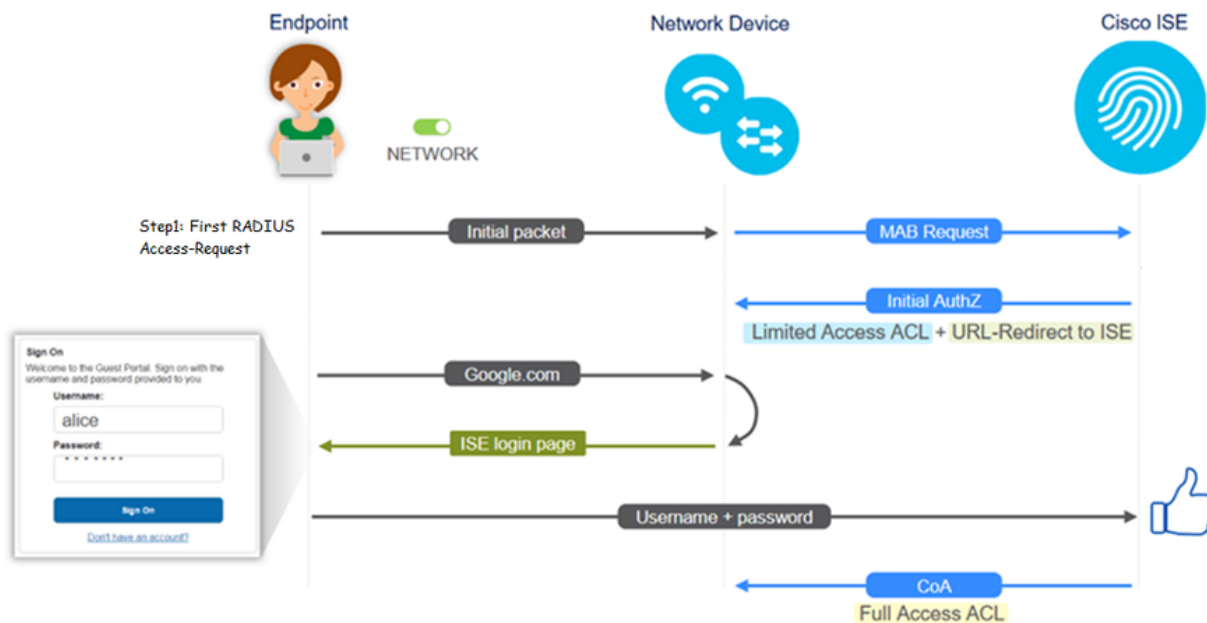 Endpoint
Network Device
Cisco ISE
NETWORK
Step1: First RADIUS
Access-Request
Initial packet
MAB Request
Initial AuthZ
Limited Access ACL + URL-Redirect to ISE
Sign On
Welcome to the Guest Portal. Sign on with the
username and password provided to you.
Username:
alice
Password:
•••••••
Sign On
Don't have an account?
Google.com
ISE login page
Username + password
CoA
Full Access ACL